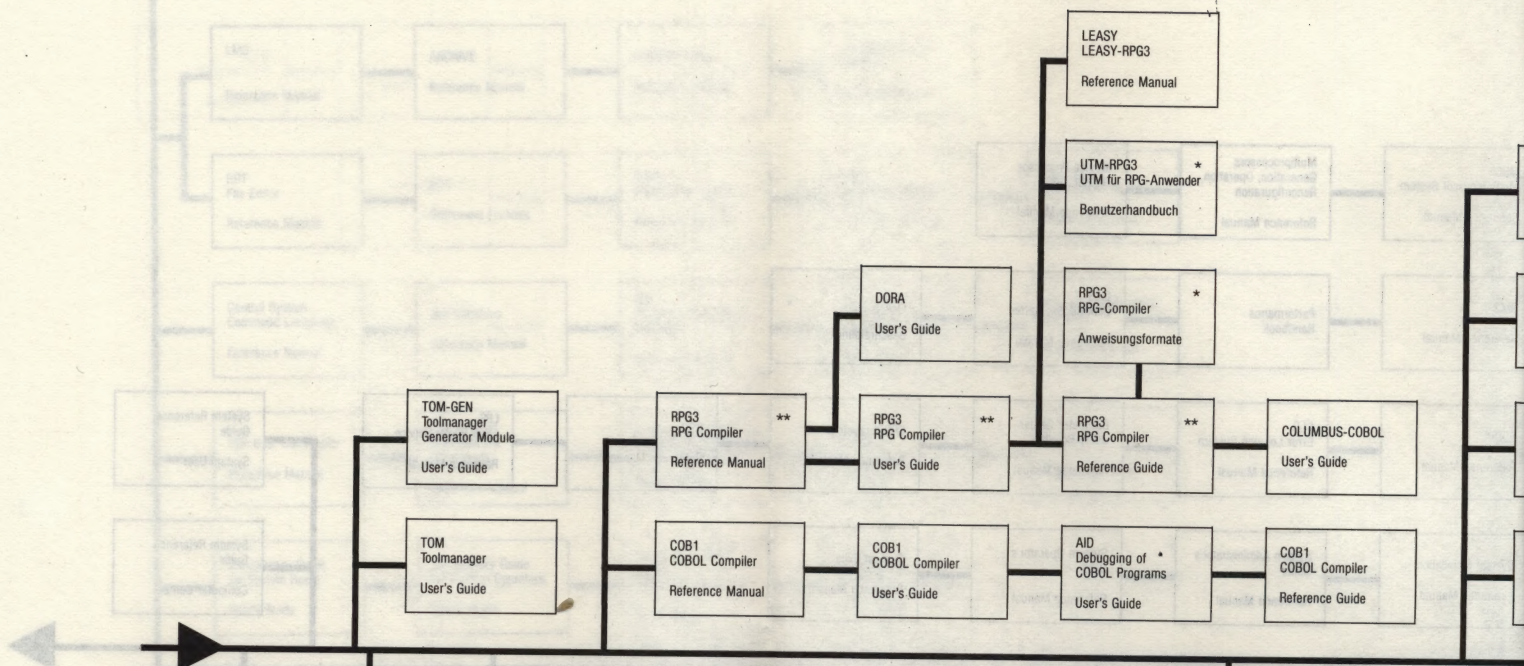 LEASY
LEASY-RPG3
Reference Manual
UTM-RPG3 *
UTM für RPG-Anwender
Benutzerhandbuch
DORA
User's Guide
RPG3 *
RPG-Compiler
Anweisungsformate
TOM-GEN
Toolmanager
Generator Module
User's Guide
RPG3 **
RPG Compiler
Reference Manual
RPG3 **
RPG Compiler
User's Guide
RPG3 **
RPG Compiler
Reference Guide
COLUMBUS-COBOL
User's Guide
TOM
Toolmanager
User's Guide
COB1
COBOL Compiler
Reference Manual
COB1
COBOL Compiler
User's Guide
AID
Debugging of *
COBOL Programs
User's Guide
COB1
COBOL Compiler
Reference Guide